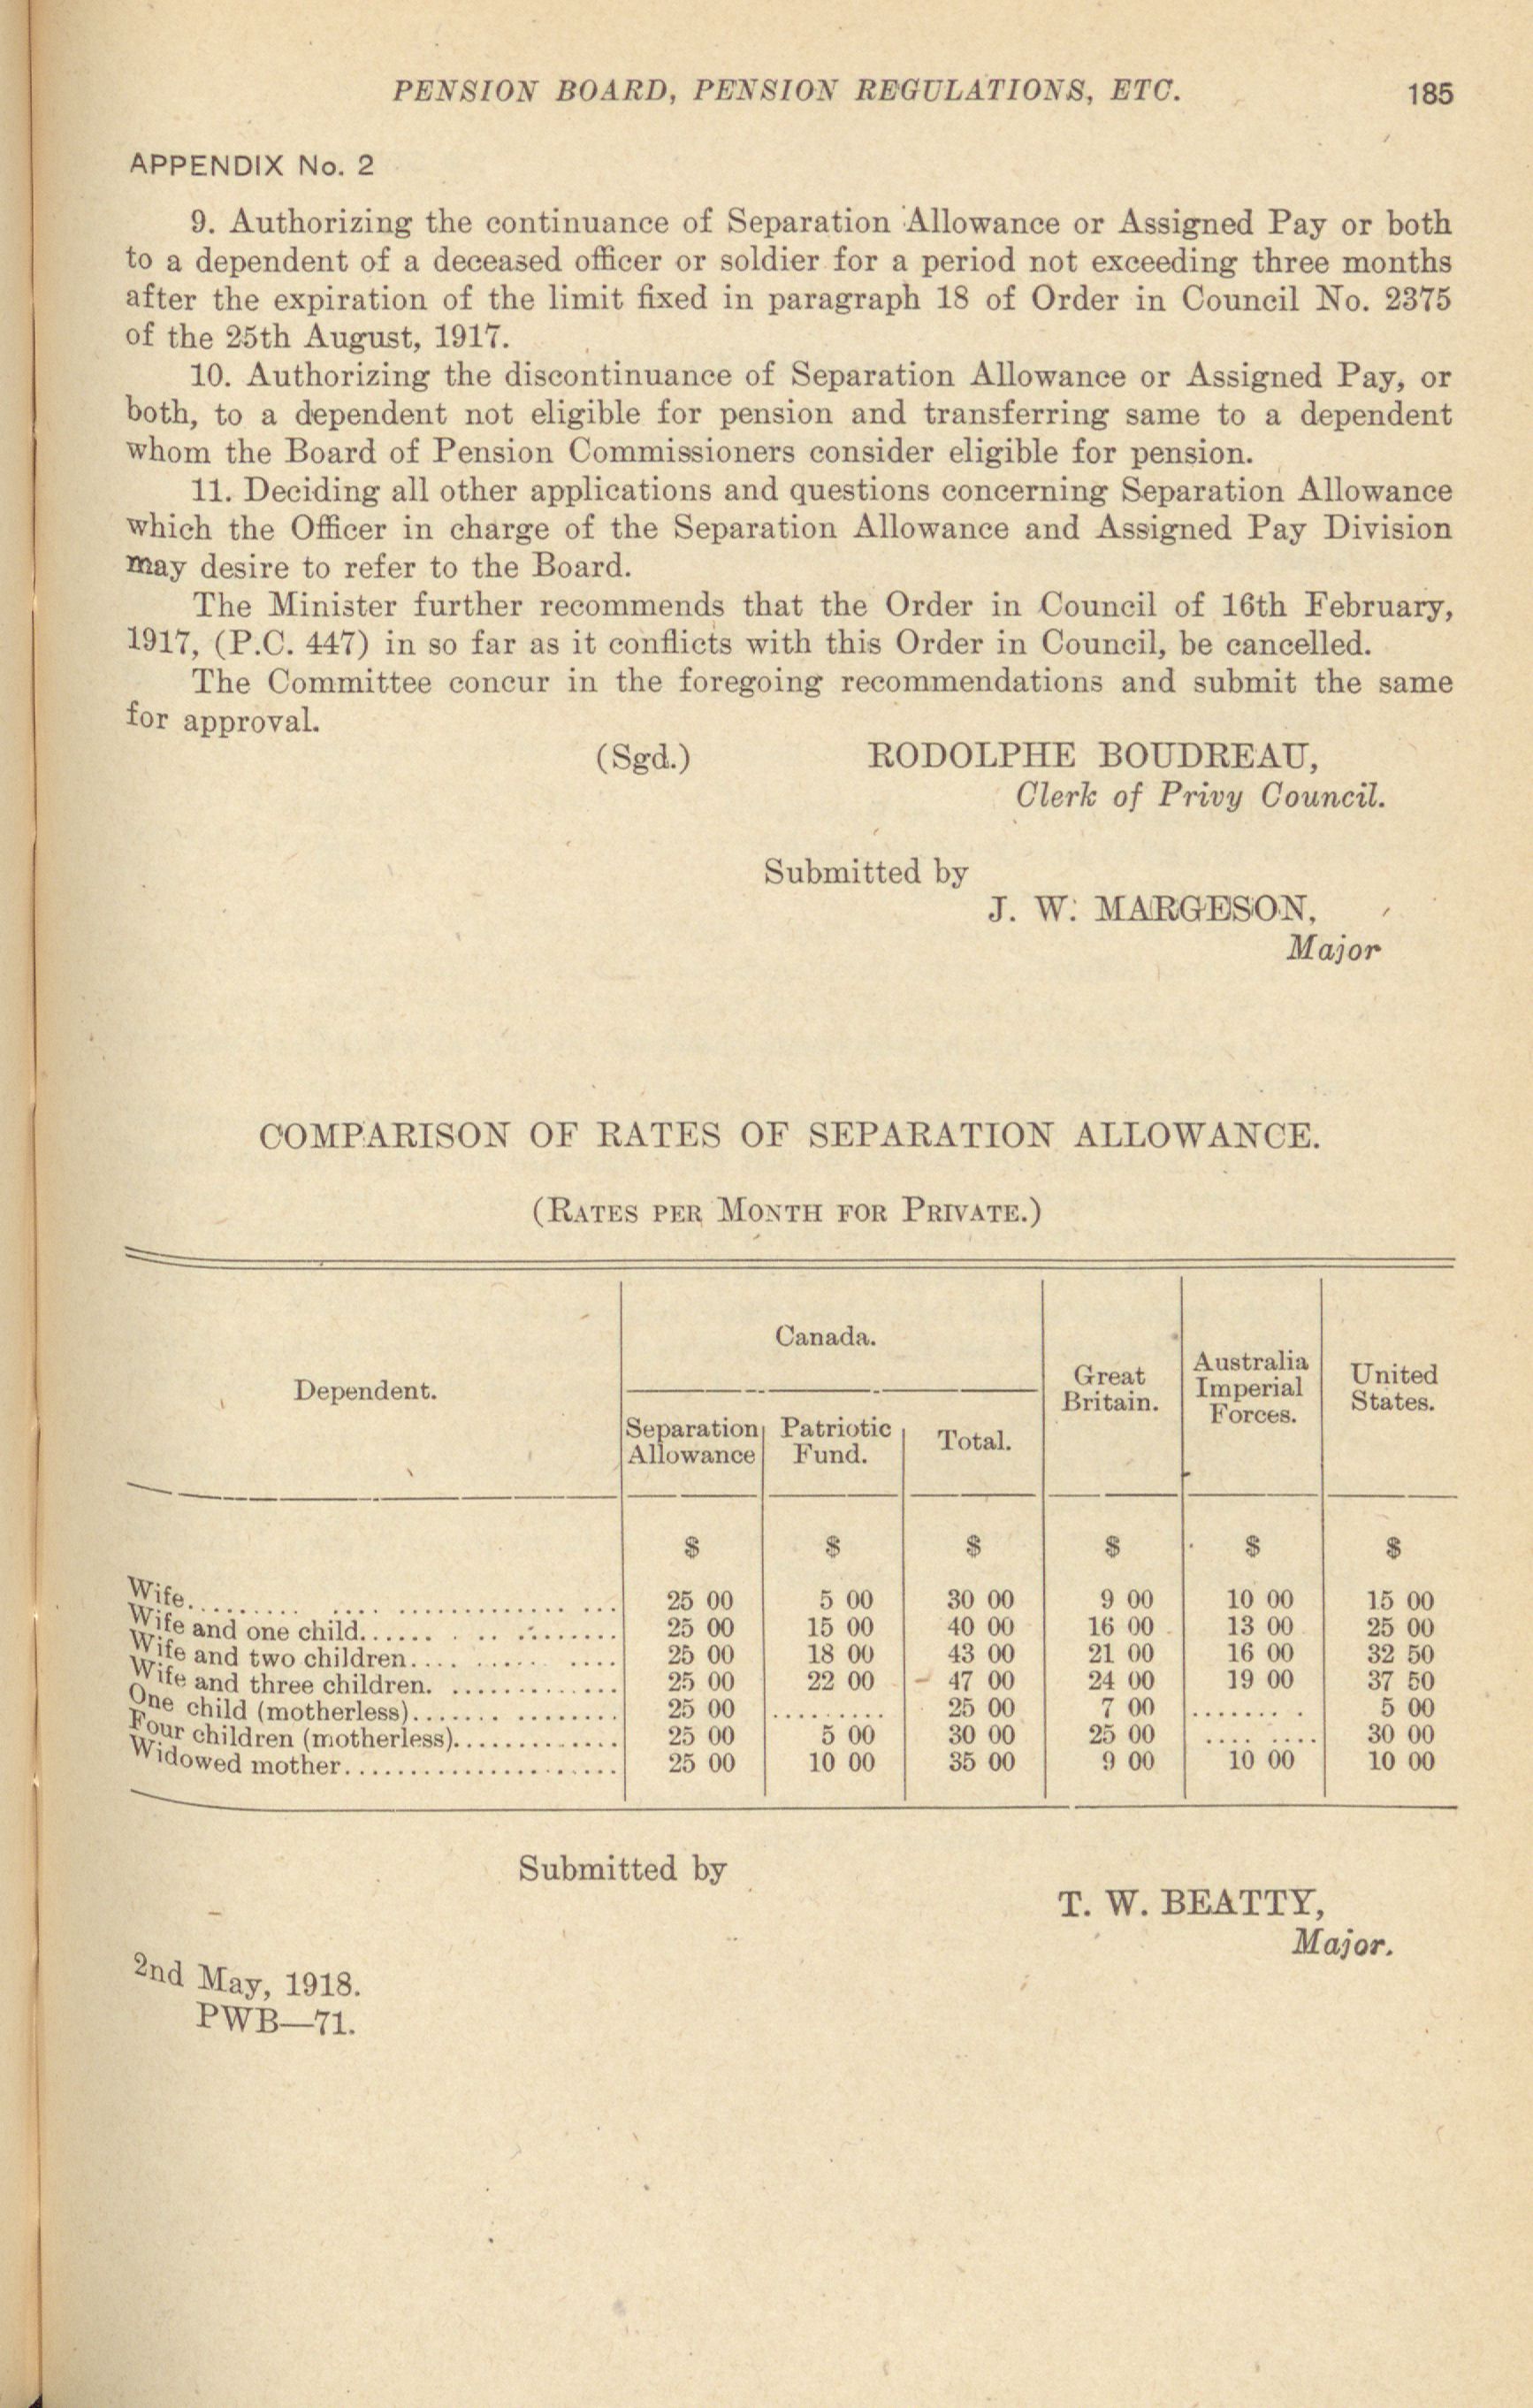 PENSION BOARD, PENSION REGULATIONS, ETC. 185
APPENDIX No. 2
9. Authorizing the continuance of Separation Allowance or Assigned Pay or both
to a dependent of a deceased officer or soldier for a period not exceeding three months
after the expiration of the limit fixed in paragraph 18 of Order in Council No. 2375
of the 25th August, 1917.
10. Authorizing the discontinuance of Separation Allowance or Assigned Pay, or
both, to a dependent not eligible for pension and transferring same to a dependent
whom the Board of Pension Commissioners consider eligible for pension.
11. Deciding all other applications and questions concerning Separation Allowance
which the Officer in charge of the Separation Allowance and Assigned Pay Division
may desire to refer to the Board.
The Minister further recommends that the Order in Council of 16th February,
1917, (P.C. 447) in so far as it conflicts with this Order in Council, be cancelled.
The Committee concur in the foregoing recommendations and submit the same
for approval.
(Sgd.) RODOLPHE BOUDREAU,
Clerk of Privy Council.
Submitted by
J. W. MARGESON,
Major
COMPARISON OF RATES OF SEPARATION ALLOWANCE.
(RATES PER MONTH FOR PRIVATE.)
Dependent.
Canada.
Separation Allowance
Patriotic Fund.
Total.
Great Britain.
Australia Imperial Forces.
United States.
$ $ $ $ $ $
Wife. 25 00 5 00 30 00 9 00 10 00 15 00
Wife and one child. 25 00 15 00 40 00 16 00 13 00 25 00
Wife and two children. 25 00 18 00 43 00 21 00 16 00 32 50
Wife and three children. 25 00 22 00 47 00 24 00 19 00 37 50
One child (motherless). 25 00 ......... 25 00 7 00 ........ 5 00
Four children (motherless). 25 00 5 00 30 00 25 00 ........ 30 00
Widowed mother. 25 00 10 00 35 00 9 00 10 00 10 00
Submitted by
T. W. BEATTY,
Major.
2nd May, 1918.
PWB—71.